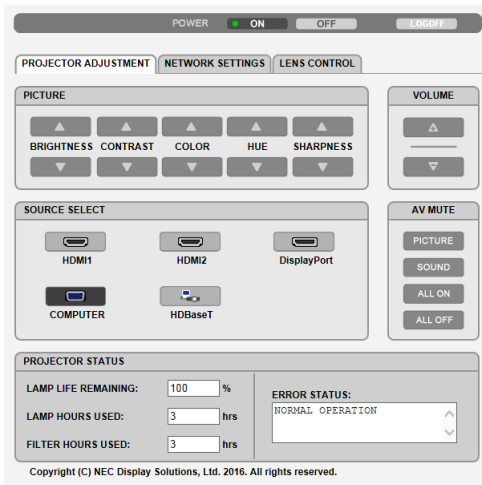 POWER ON OFF LOGOFF
PROJECTOR ADJUSTMENT NETWORK SETTINGS LENS CONTROL
PICTURE VOLUME
BRIGHTNESS CONTRAST COLOR HUE SHARPNESS
SOURCE SELECT AV MUTE
HDMI1 HDMI2 DisplayPort PICTURE
SOUND
COMPUTER HDBaseT ALL ON
ALL OFF
PROJECTOR STATUS
LAMP LIFE REMAINING: 100 % ERROR STATUS:
LAMP HOURS USED: 3 hrs NORMAL OPERATION
FILTER HOURS USED: 3 hrs
Copyright (C) NEC Display Solutions, Ltd. 2016. All rights reserved.